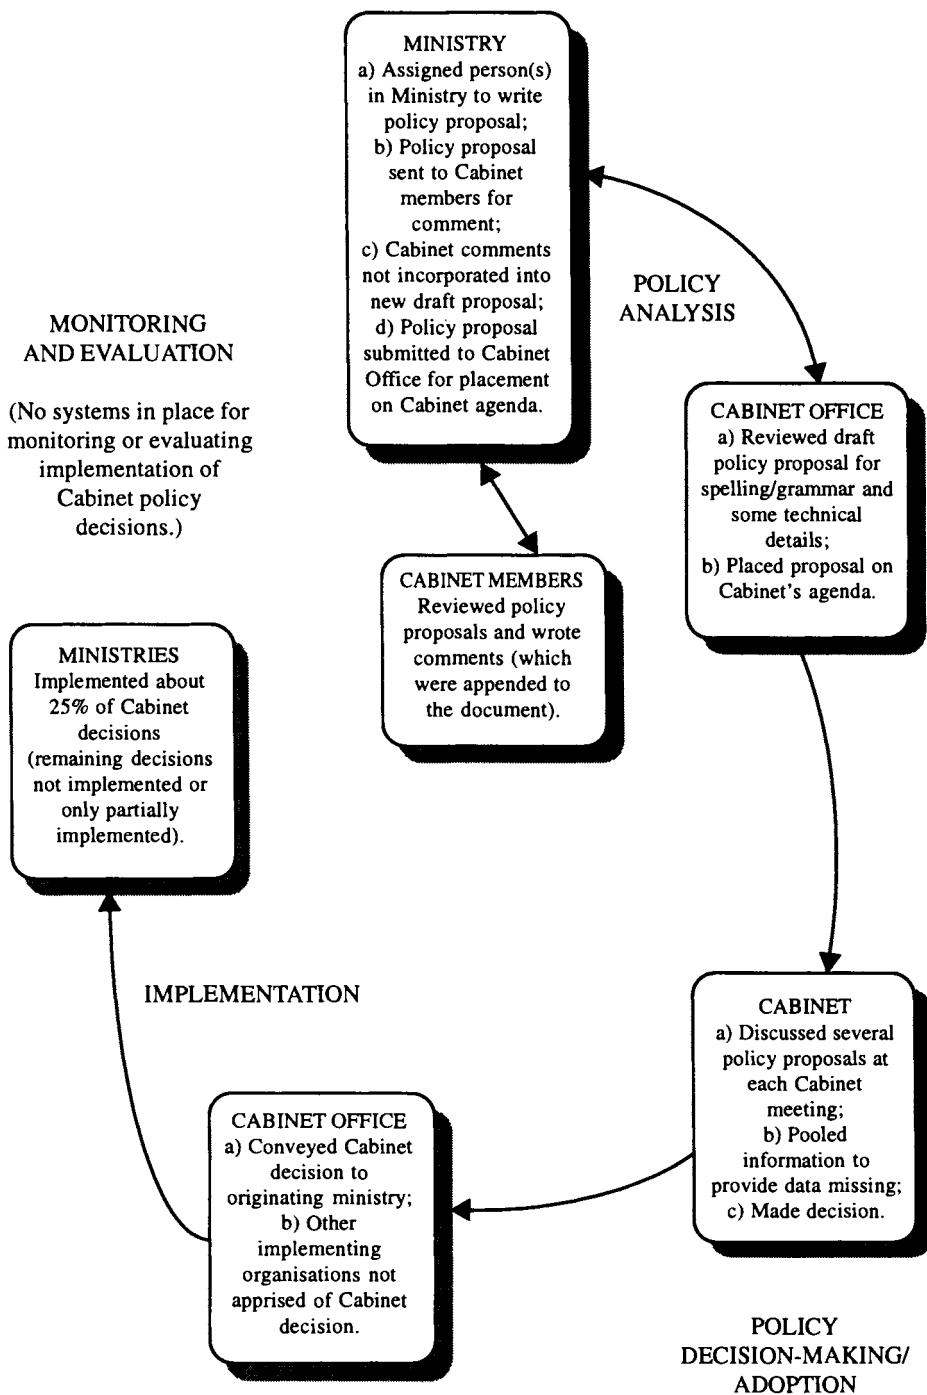 MINISTRY
a) Assigned person(s)
in Ministry to write
policy proposal;
b) Policy proposal
sent to Cabinet
members for
comment;
c) Cabinet comments
not incorporated into
new draft proposal;
d) Policy proposal
submitted to Cabinet
Office for placement
on Cabinet agenda.
POLICY
ANALYSIS
MONITORING
AND EVALUATION
(No systems in place for
monitoring or evaluating
implementation of
Cabinet policy
decisions.)
CABINET OFFICE
a) Reviewed draft
policy proposal for
spelling/grammar and
some technical
details;
b) Placed proposal on
Cabinet's agenda.
CABINET MEMBERS
Reviewed policy
proposals and wrote
comments (which
were appended to
the document).
MINISTRIES
Implemented about
25% of Cabinet
decisions
(remaining decisions
not implemented or
only partially
implemented).
IMPLEMENTATION
CABINET
a) Discussed several
policy proposals at
each Cabinet
meeting;
b) Pooled
information to
provide data missing;
c) Made decision.
CABINET OFFICE
a) Conveyed Cabinet
decision to
originating ministry;
b) Other
implementing
organisations not
apprised of Cabinet
decision.
POLICY
DECISION-MAKING/
ADOPTION